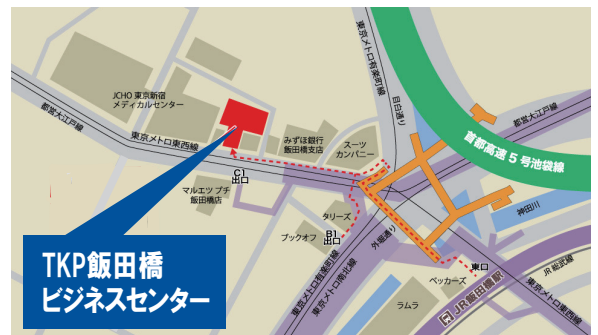 東京メトロ有楽町線
目白通り
都営大江戸線
首都高速5号池袋線
JCHO 東京新宿
メディカルセンター
都営大江戸線
東京メトロ東西線
みずほ銀行
飯田橋支店
スーツ
カンパニー
C1
出口
マルエツ プチ
飯田橋店
タリーズ
B1
出口
ブックオフ
外堀通り
神田川
東口
JR 総武線
ベッカーズ
JR飯田橋駅
東京メトロ有楽町線
東京メトロ南北線
ラムラ
東京メトロ東西線
TKP飯田橋
ビジネスセンター